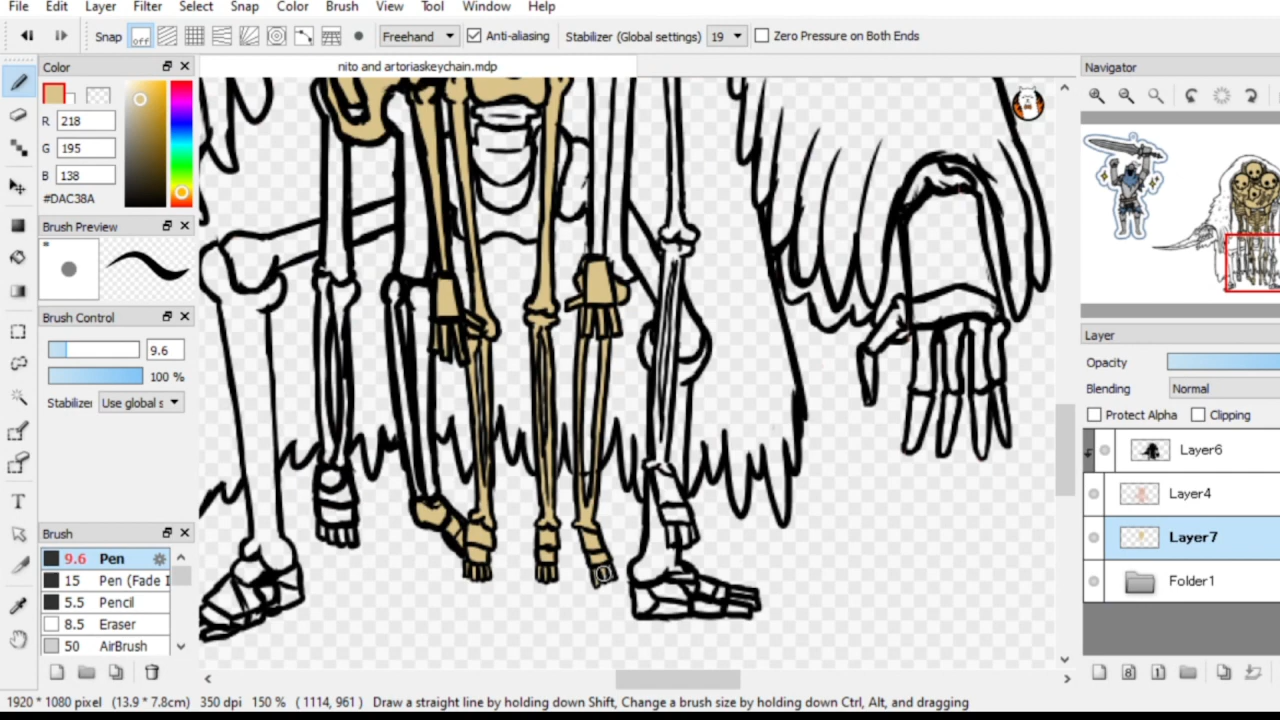 File Edit Layer Filter Select Snap Color Brush View Tool Window Help
Snap off Freehand Anti-aliasing Stabilizer (Global settings) 19 Zero Pressure on Both Ends
Color
nito and artoriaskeychain.mdp
Navigator
R 218
G 195
B 138
#DAC38A
Brush Preview
Brush Control
9.6
100 %
Stabilizer Use global s
Layer
Opacity
Blending Normal
Protect Alpha Clipping
Layer6
Layer4
Layer7
Folder1
T
Brush
9.6 Pen
15 Pen (Fade I
5.5 Pencil
8.5 Eraser
50 AirBrush
8 1
1920 * 1080 pixel (13.9 * 7.8cm) 350 dpi 150 % ( 1114, 961 ) Draw a straight line by holding down Shift, Change a brush size by holding down Ctrl, Alt, and dragging